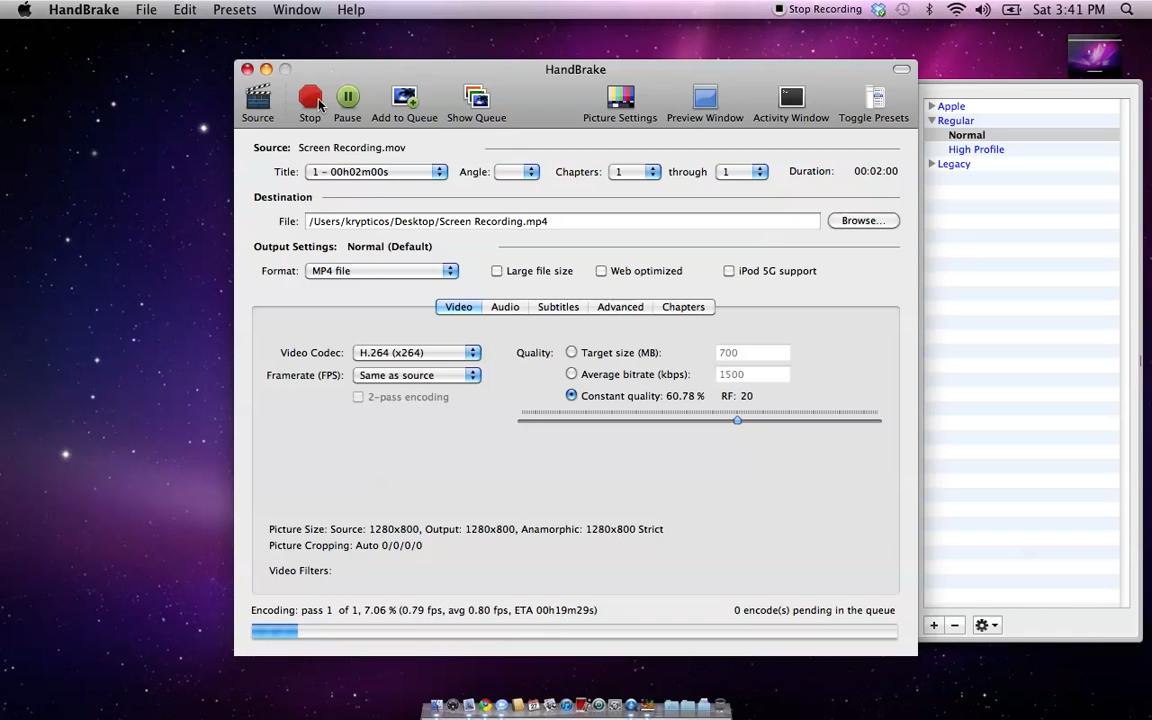 HandBrake File Edit Presets Window Help Stop Recording Sat 3:41 PM
HandBrake
Source Stop Pause Add to Queue Show Queue Picture Settings Preview Window Activity Window Toggle Presets
Source: Screen Recording.mov
Title: 1 - 00h02m00s Angle: Chapters: 1 through 1 Duration: 00:02:00
Destination
File: /Users/krypticos/Desktop/Screen Recording.mp4 Browse...
Output Settings: Normal (Default)
Format: MP4 file Large file size Web optimized iPod 5G support
Video Audio Subtitles Advanced Chapters
Video Codec: H.264 (x264) Quality: Target size (MB): 700
Framerate (FPS): Same as source Average bitrate (kbps): 1500
2-pass encoding Constant quality: 60.78 % RF: 20
Picture Size: Source: 1280x800, Output: 1280x800, Anamorphic: 1280x800 Strict
Picture Cropping: Auto 0/0/0/0
Video Filters:
Encoding: pass 1 of 1, 7.06 % (0.79 fps, avg 0.80 fps, ETA 00h19m29s) 0 encode(s) pending in the queue
Apple
Regular
Normal
High Profile
Legacy